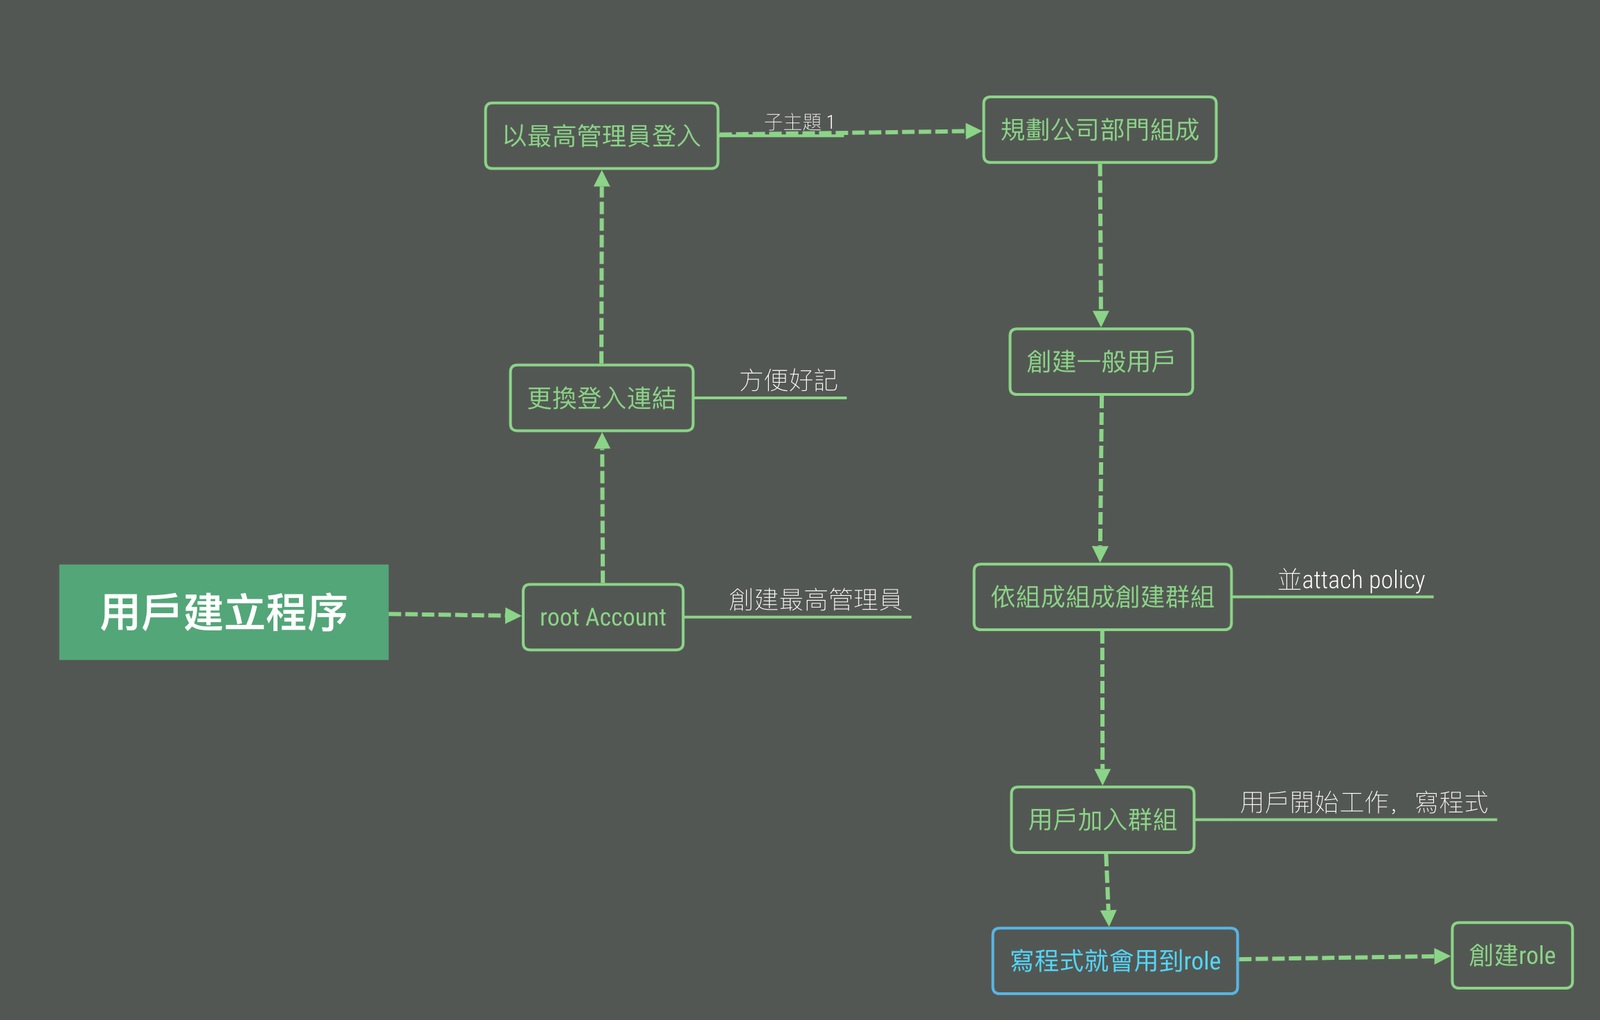 用戶建立程序
root Account
創建最高管理員
更換登入連結
方便好記
以最高管理員登入
子主題 1
規劃公司部門組成
創建一般用戶
依組成組成創建群組
並attach policy
用戶加入群組
用戶開始工作，寫程式
寫程式就會用到role
創建role